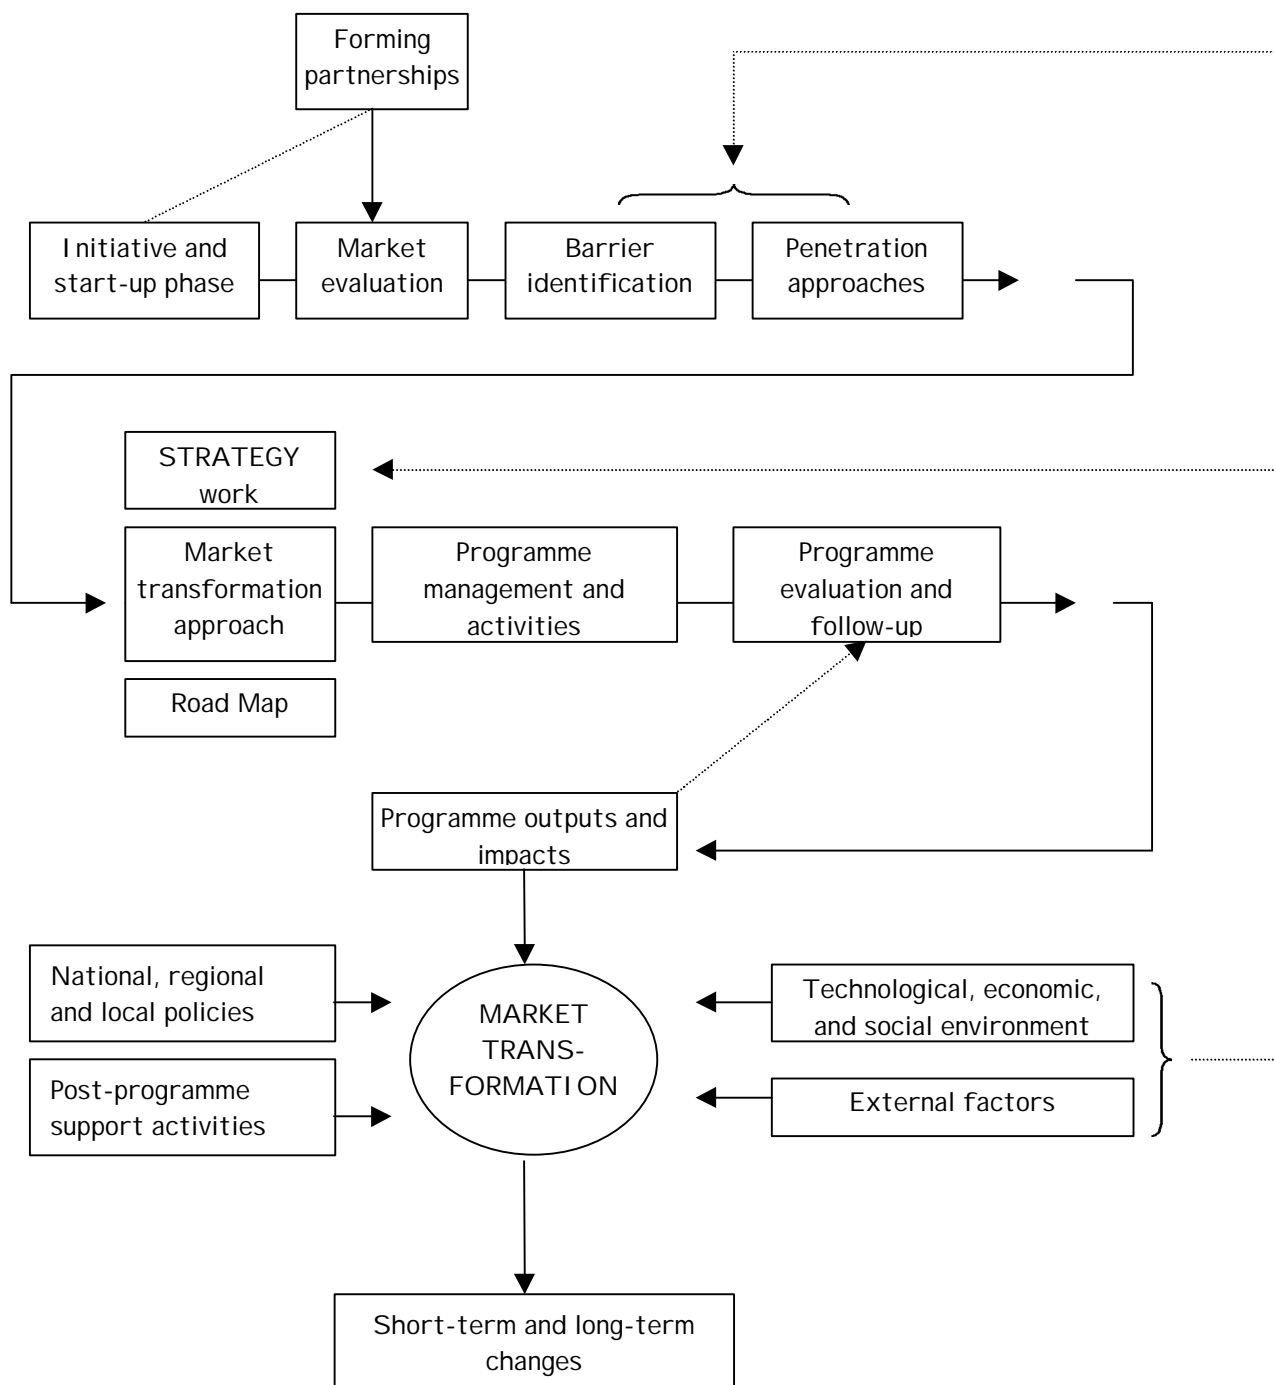 Forming
partnerships
Initiative and
start-up phase
Market
evaluation
Barrier
identification
Penetration
approaches
STRATEGY
work
Market
transformation
approach
Programme
management and
activities
Programme
evaluation and
follow-up
Road Map
Programme outputs and
impacts
National, regional
and local policies
MARKET
TRANS-
FORMATION
Technological, economic,
and social environment
Post-programme
support activities
External factors
Short-term and long-term
changes